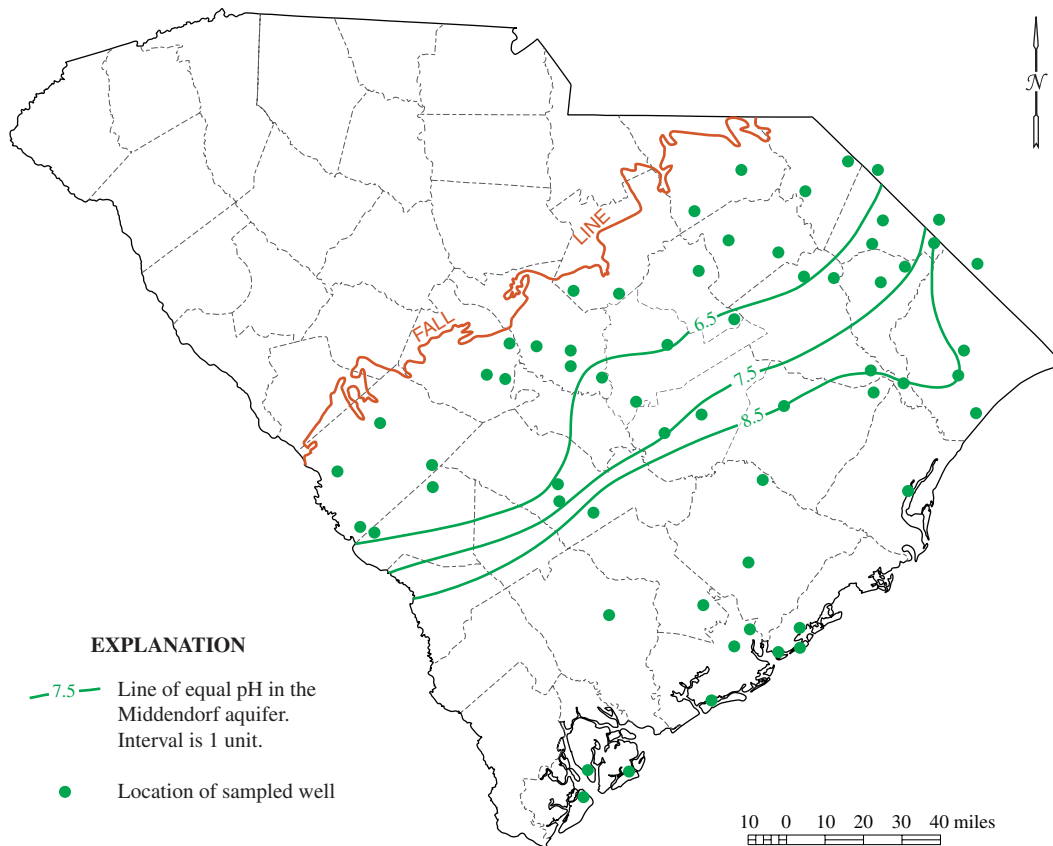 N
LINE
FALL
6.5
7.5
8.5
EXPLANATION
7.5 Line of equal pH in the
Middendorf aquifer.
Interval is 1 unit.
Location of sampled well
10 0 10 20 30 40 miles